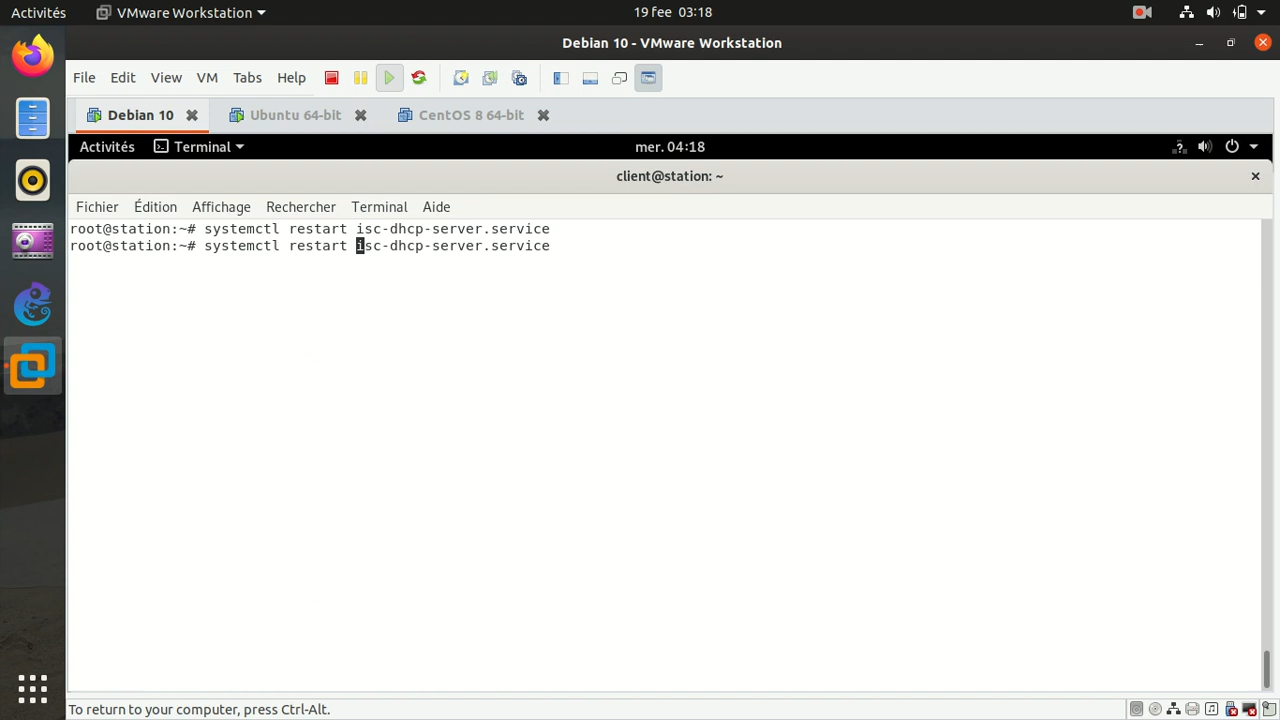 Activités VMware Workstation 19 fee 03:18
Debian 10 - VMware Workstation
File Edit View VM Tabs Help
Debian 10 Ubuntu 64-bit CentOS 8 64-bit
Activités Terminal mer. 04:18
client@station: ~
Fichier Édition Affichage Rechercher Terminal Aide
root@station:~# systemctl restart isc-dhcp-server.service
root@station:~# systemctl restart isc-dhcp-server.service
To return to your computer, press Ctrl-Alt.